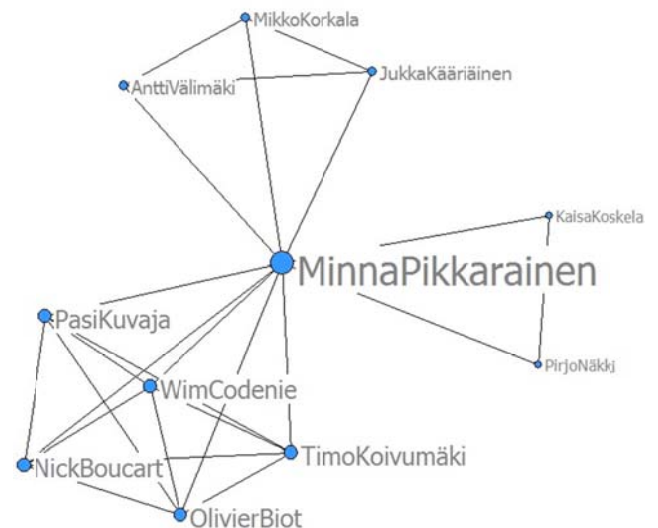 MikkoKorkala
JukkaKääriäinen
AnttiVälimäki
KaisaKoskela
MinnaPikkarainen
PasiKuvaja
PirjoNäkki
WimCodenie
TimoKoivumäki
NickBoucart
OlivierBiot